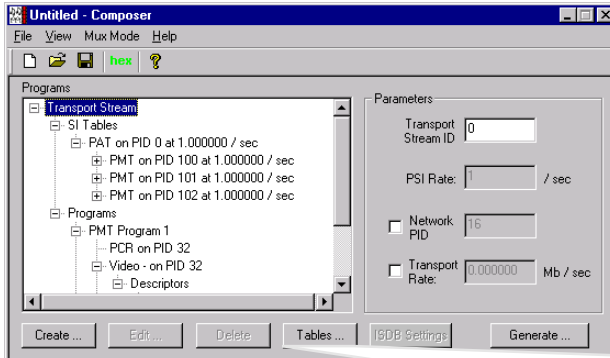 Untitled - Composer
File View Mux Mode Help
hex ?
Programs
Transport Stream
SI Tables
PAT on PID 0 at 1.000000 / sec
PMT on PID 100 at 1.000000 / sec
PMT on PID 101 at 1.000000 / sec
PMT on PID 102 at 1.000000 / sec
Programs
PMT Program 1
PCR on PID 32
Video - on PID 32
Descriptors
Parameters
Transport Stream ID 0
PSI Rate: 1 / sec
Network PID 16
Transport Rate: 0.000000 Mb / sec
Create ... Edit ... Delete Tables ... ISDB Settings Generate ...